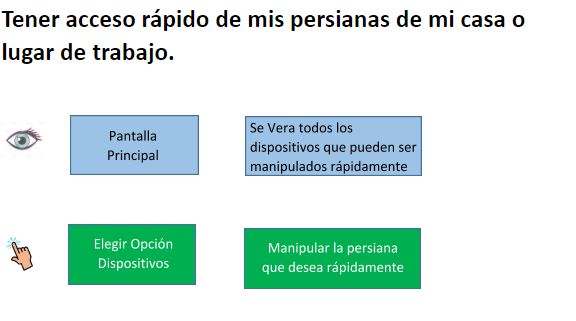 Tener acceso rápido de mis persianas de mi casa o
lugar de trabajo.
Pantalla
Principal
Se Vera todos los
dispositivos que pueden ser
manipulados rápidamente
Elegir Opción
Dispositivos
Manipular la persiana
que desea rápidamente